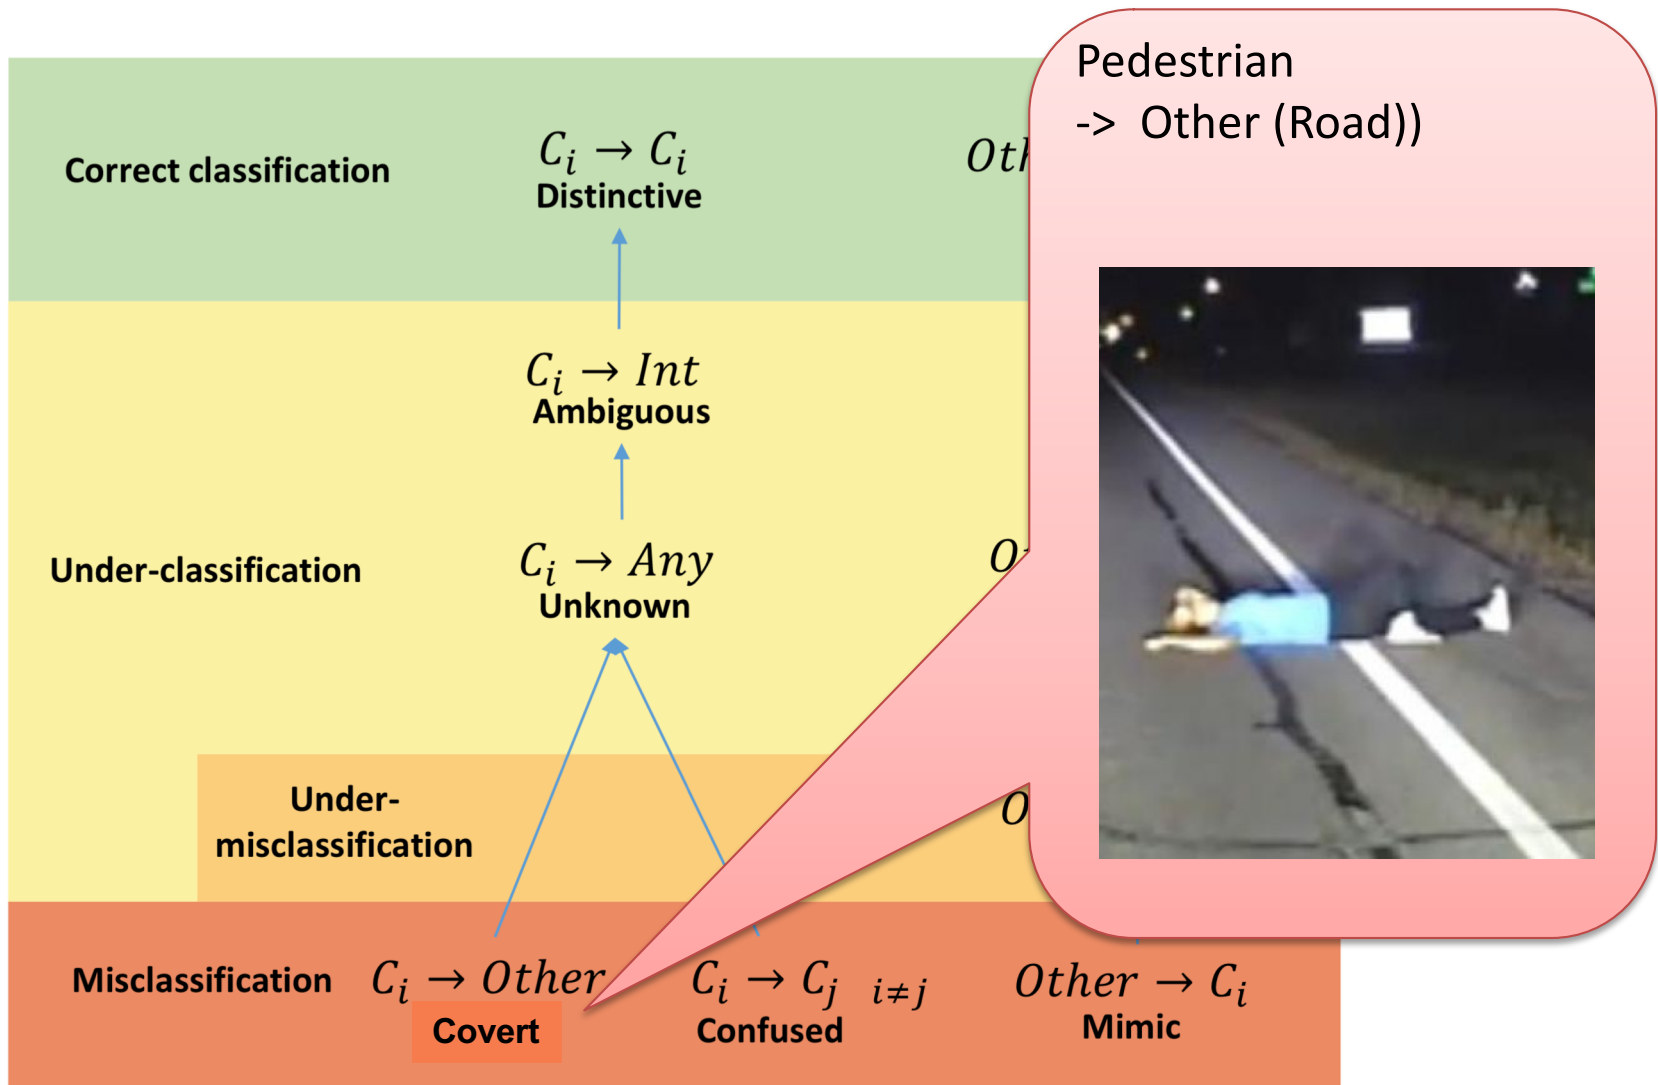 Pedestrian
-> Other (Road))
Correct classification
C_i → C_i
Distinctive
C_i → Int
Ambiguous
Under-classification
C_i → Any
Unknown
Under-
misclassification
Misclassification
C_i → Other
Covert
C_i → C_j i≠j
Confused
Other → C_i
Mimic